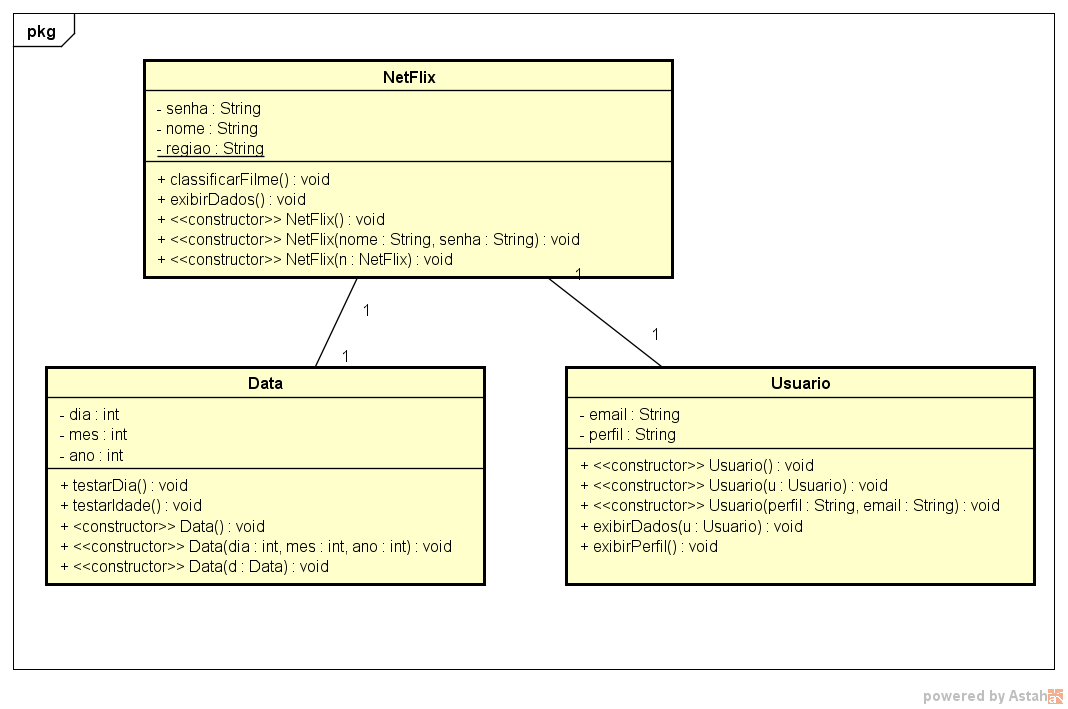 pkg
NetFlix
- senha : String
- nome : String
- regiao : String
+ classificarFilme() : void
+ exibirDados() : void
+ <<constructor>> NetFlix() : void
+ <<constructor>> NetFlix(nome : String, senha : String) : void
+ <<constructor>> NetFlix(n : NetFlix) : void
1
1
1
1
Data
- dia : int
- mes : int
- ano : int
+ testarDia() : void
+ testarIdade() : void
+ <constructor>> Data() : void
+ <<constructor>> Data(dia : int, mes : int, ano : int) : void
+ <<constructor>> Data(d : Data) : void
Usuario
- email : String
- perfil : String
+ <<constructor>> Usuario() : void
+ <<constructor>> Usuario(u : Usuario) : void
+ <<constructor>> Usuario(perfil : String, email : String) : void
+ exibirDados(u : Usuario) : void
+ exibirPerfil() : void
powered by Astah